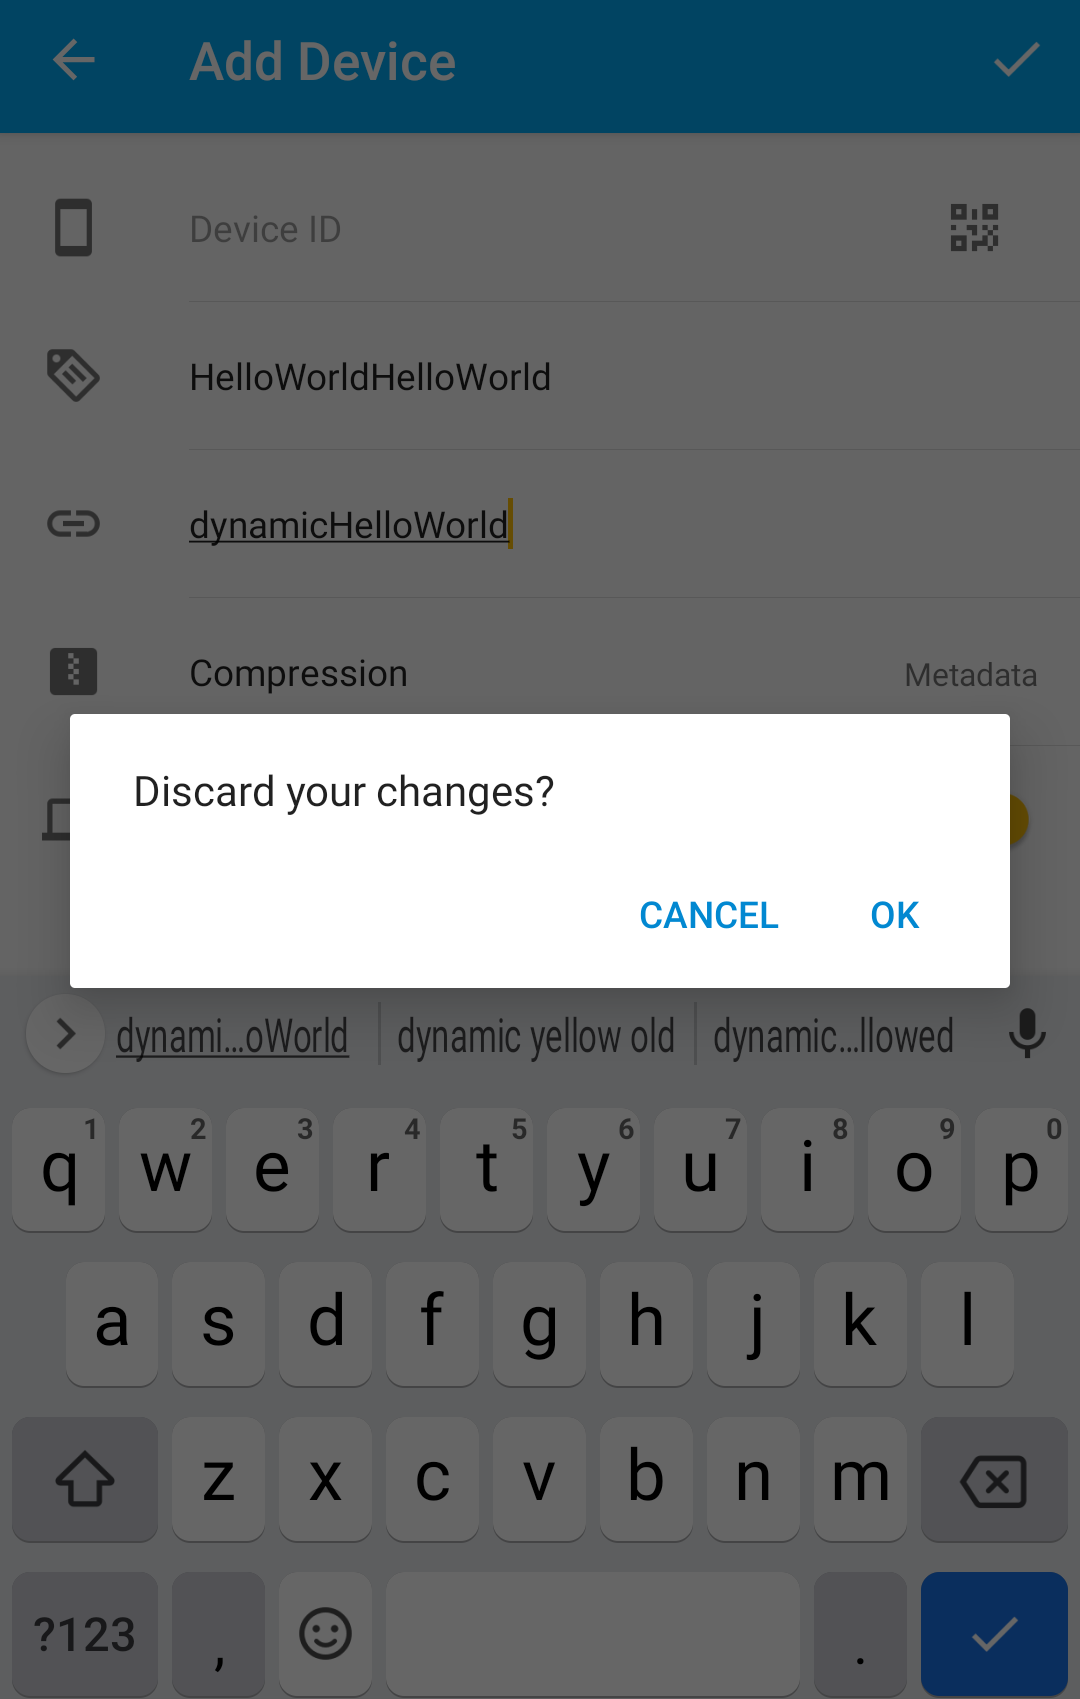 Add Device
Device ID
HelloWorldHelloWorld
dynamicHelloWorld
Compression Metadata
Discard your changes?
CANCEL OK
dynami...oWorld dynamic yellow old dynamic...llowed
1 2 3 4 5 6 7 8 9 0
q w e r t y u i o p
a s d f g h j k l
z x c v b n m
?123 , .